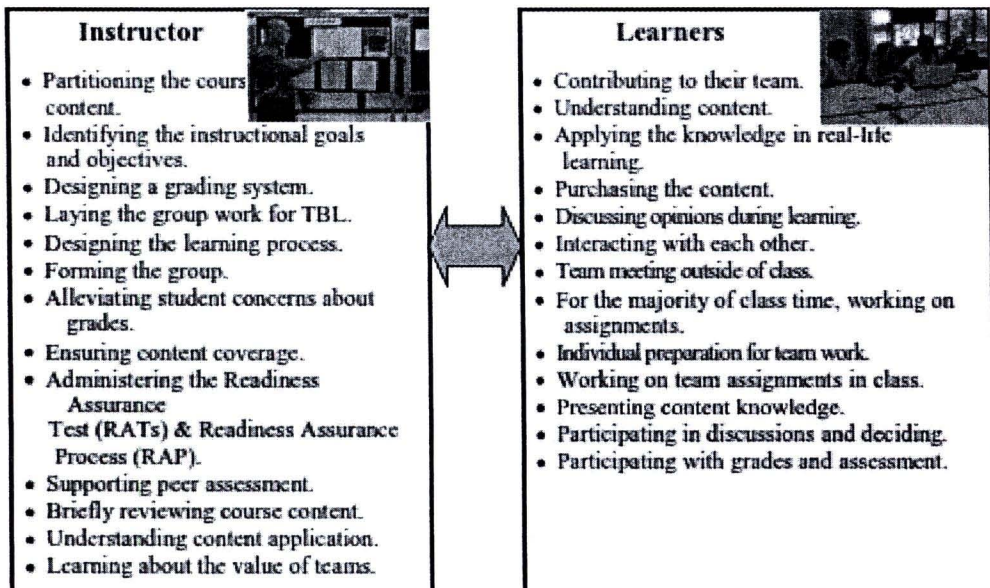 Instructor
• Partitioning the cours
content.
• Identifying the instructional goals
and objectives.
• Designing a grading system.
• Laying the group work for TBL.
• Designing the learning process.
• Forming the group.
• Alleviating student concerns about
grades.
• Ensuring content coverage.
• Administering the Readiness
Assurance
Test (RATs) & Readiness Assurance
Process (RAP).
• Supporting peer assessment.
• Briefly reviewing course content.
• Understanding content application.
• Learning about the value of teams.
Learners
• Contributing to their team.
• Understanding content.
• Applying the knowledge in real-life
learning.
• Purchasing the content.
• Discussing opinions during learning.
• Interacting with each other.
• Team meeting outside of class.
• For the majority of class time, working on
assignments.
• Individual preparation for team work.
• Working on team assignments in class.
• Presenting content knowledge.
• Participating in discussions and deciding.
• Participating with grades and assessment.